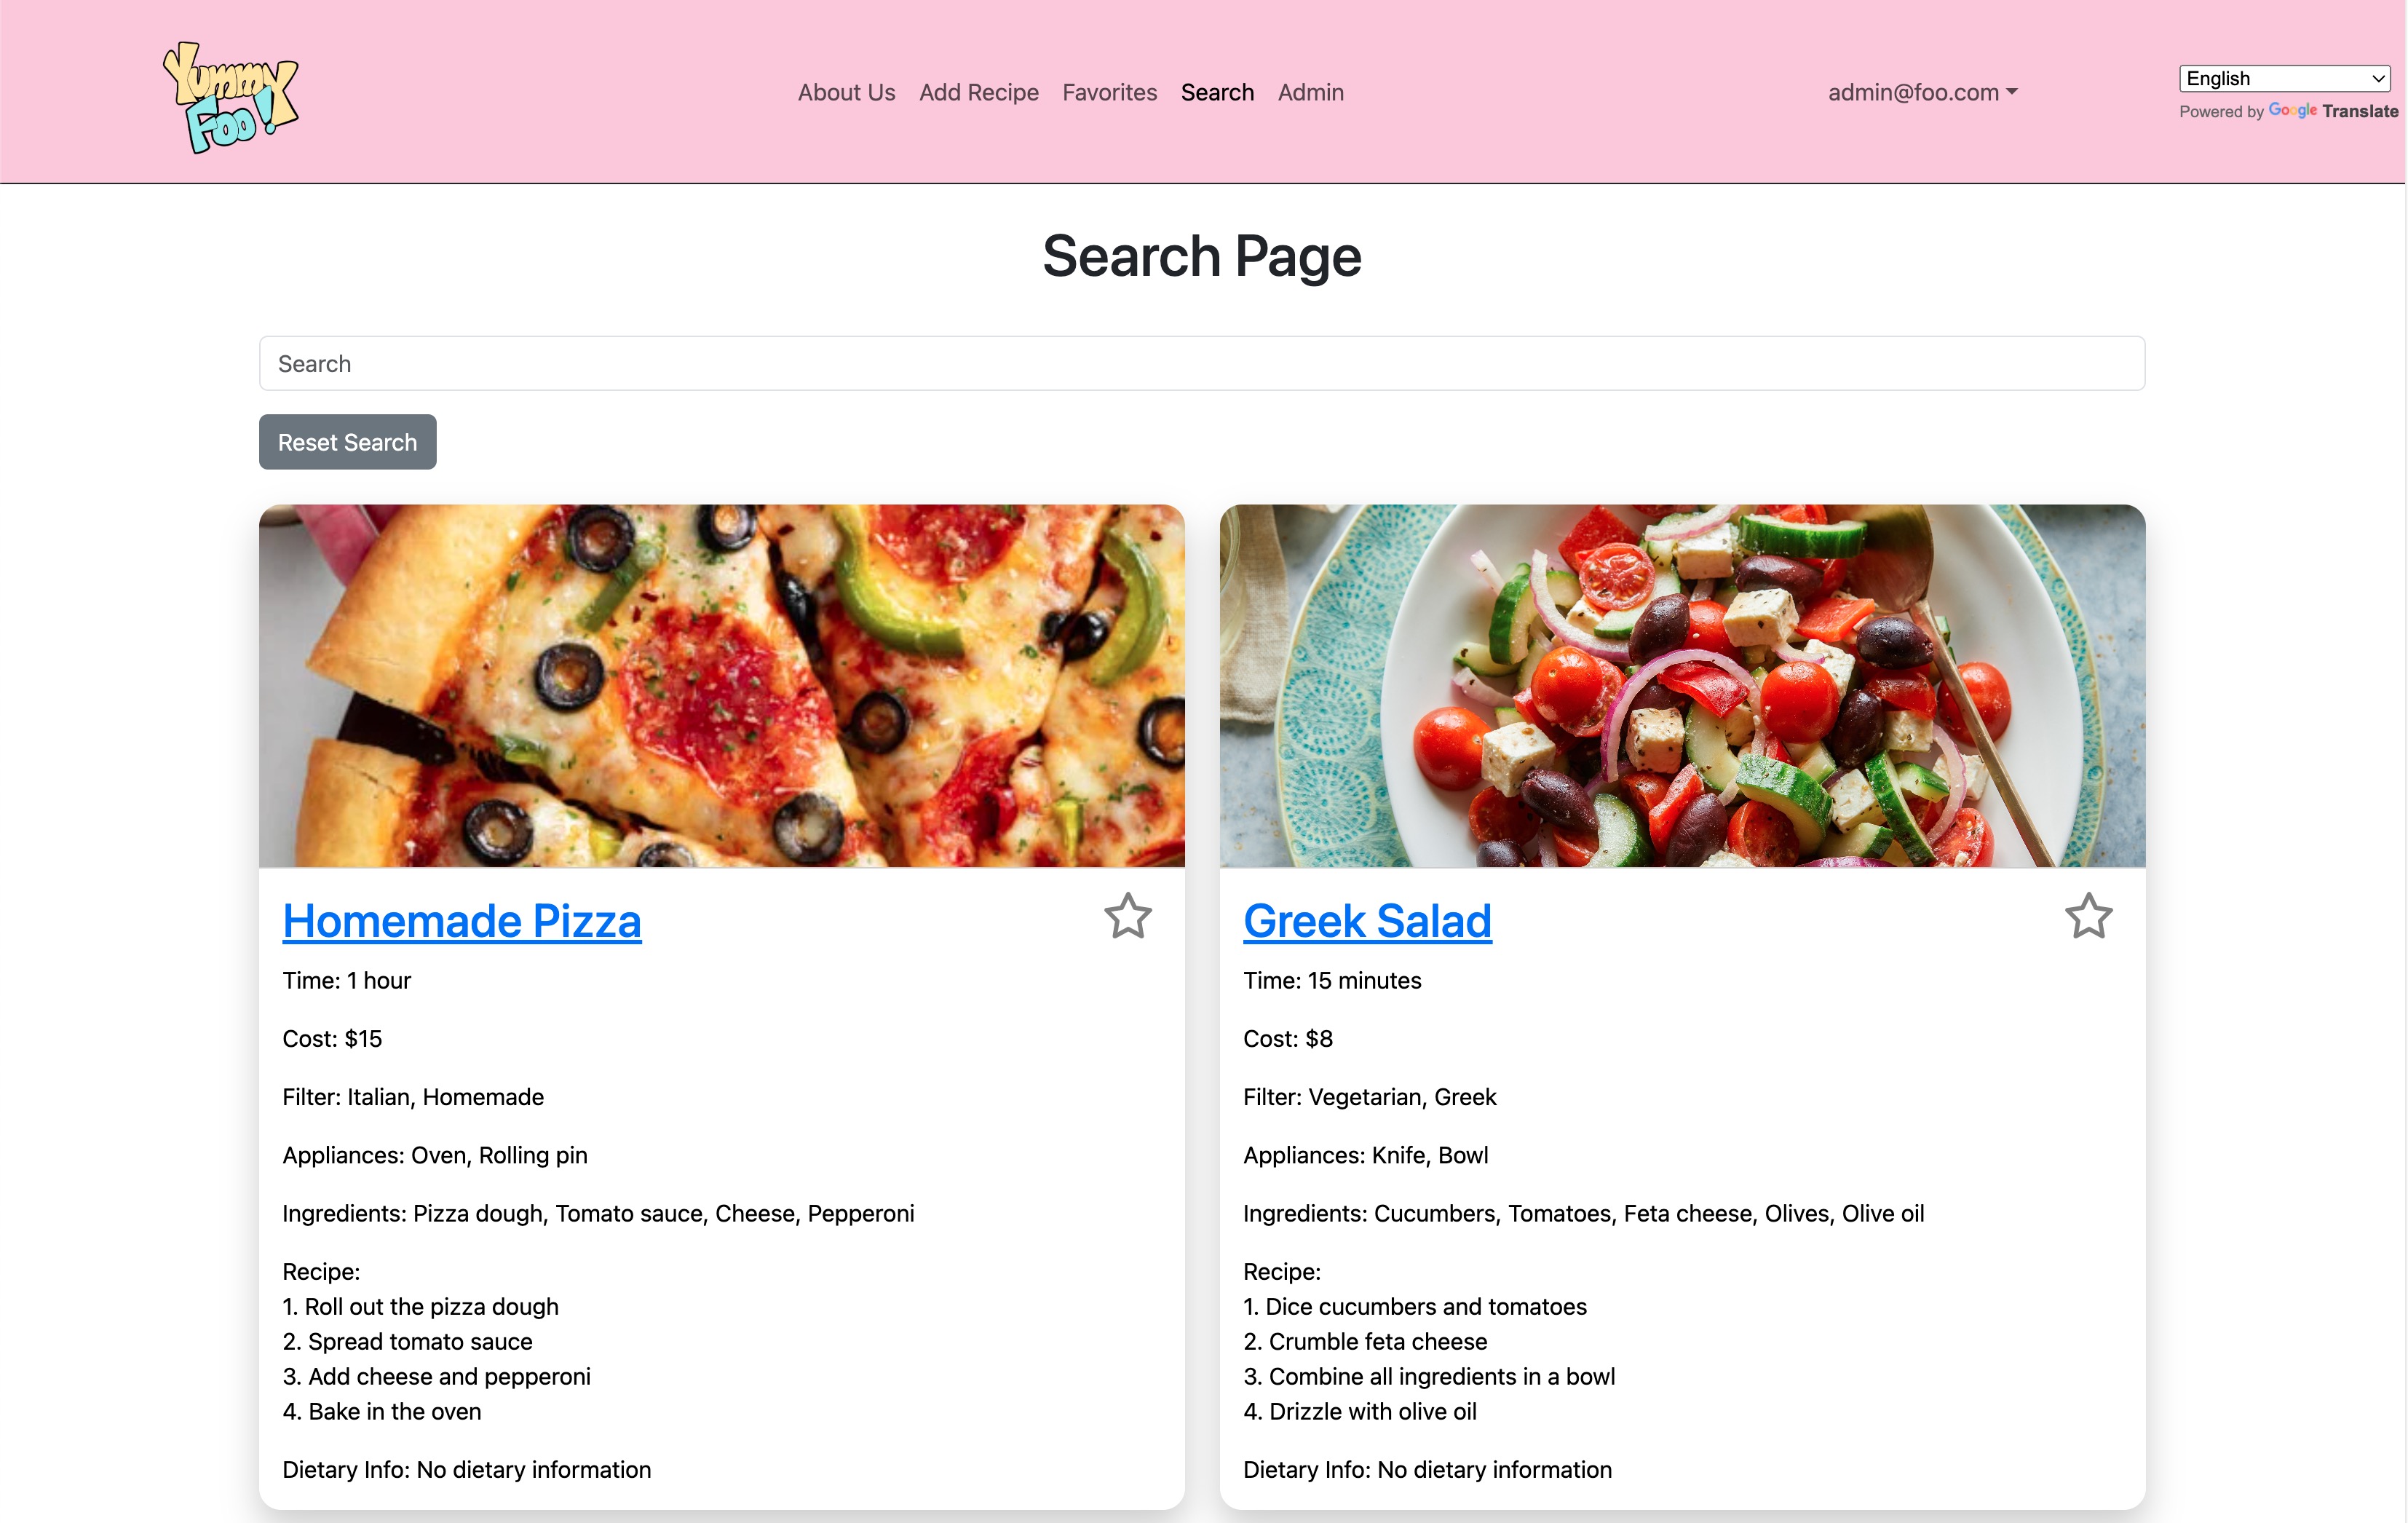 Yummy
Foo!
About Us Add Recipe Favorites Search Admin
admin@foo.com
English
Powered by Google Translate
Search Page
Search
Reset Search
Homemade Pizza
Time: 1 hour
Cost: $15
Filter: Italian, Homemade
Appliances: Oven, Rolling pin
Ingredients: Pizza dough, Tomato sauce, Cheese, Pepperoni
Recipe:
1. Roll out the pizza dough
2. Spread tomato sauce
3. Add cheese and pepperoni
4. Bake in the oven
Dietary Info: No dietary information
Greek Salad
Time: 15 minutes
Cost: $8
Filter: Vegetarian, Greek
Appliances: Knife, Bowl
Ingredients: Cucumbers, Tomatoes, Feta cheese, Olives, Olive oil
Recipe:
1. Dice cucumbers and tomatoes
2. Crumble feta cheese
3. Combine all ingredients in a bowl
4. Drizzle with olive oil
Dietary Info: No dietary information